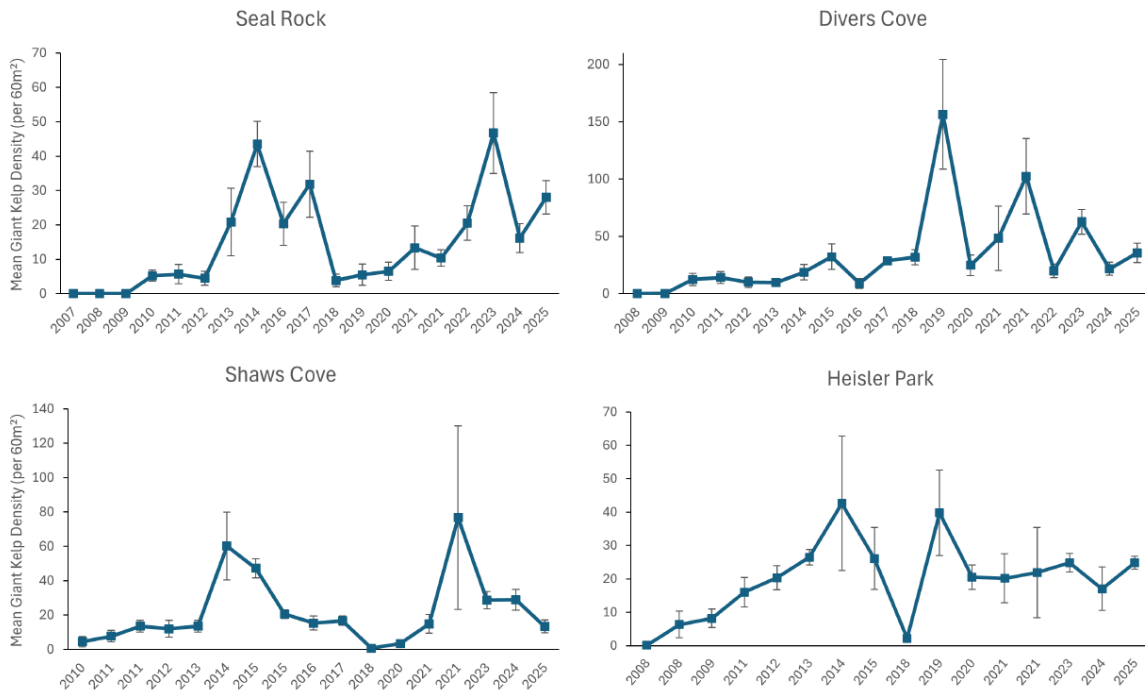 Seal Rock
Mean Giant Kelp Density (per 60m²)
70
60
50
40
30
20
10
0
2007 2008 2009 2010 2011 2012 2013 2014 2016 2017 2018 2019 2020 2021 2021 2022 2023 2024 2025
Divers Cove
200
150
100
50
0
2008 2009 2010 2011 2012 2013 2014 2015 2016 2017 2018 2019 2020 2021 2021 2022 2023 2024 2025
Shaws Cove
Mean Giant Kelp Density (per 60m²)
140
120
100
80
60
40
20
0
2010 2011 2011 2012 2013 2014 2015 2015 2016 2017 2018 2020 2021 2021 2023 2024 2025
Heisler Park
70
60
50
40
30
20
10
0
2008 2008 2009 2011 2012 2013 2014 2015 2018 2019 2020 2021 2021 2023 2024 2025